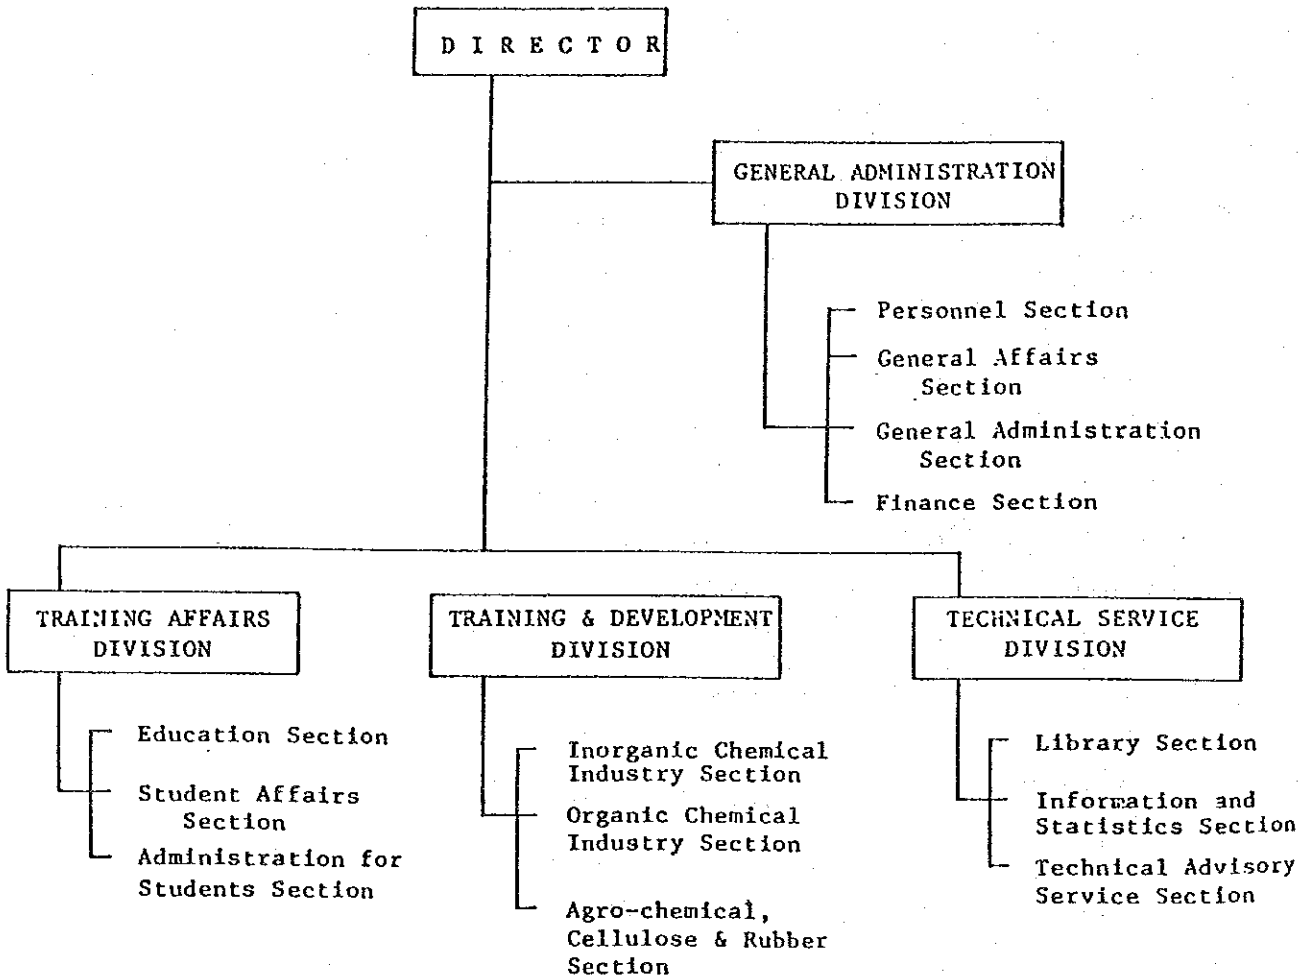 D I R E C T O R
GENERAL ADMINISTRATION
DIVISION
Personnel Section
General Affairs
Section
General Administration
Section
Finance Section
TRAINING AFFAIRS
DIVISION
Education Section
Student Affairs
Section
Administration for
Students Section
TRAINING & DEVELOPMENT
DIVISION
Inorganic Chemical
Industry Section
Organic Chemical
Industry Section
Agro-chemical,
Cellulose & Rubber
Section
TECHNICAL SERVICE
DIVISION
Library Section
Information and
Statistics Section
Technical Advisory
Service Section